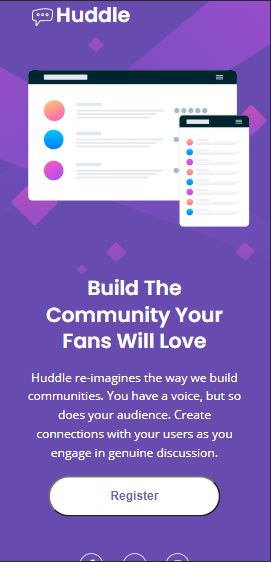 Huddle
Build The
Community Your
Fans Will Love
Huddle re-imagines the way we build
communities. You have a voice, but so
does your audience. Create
connections with your users as you
engage in genuine discussion.
Register